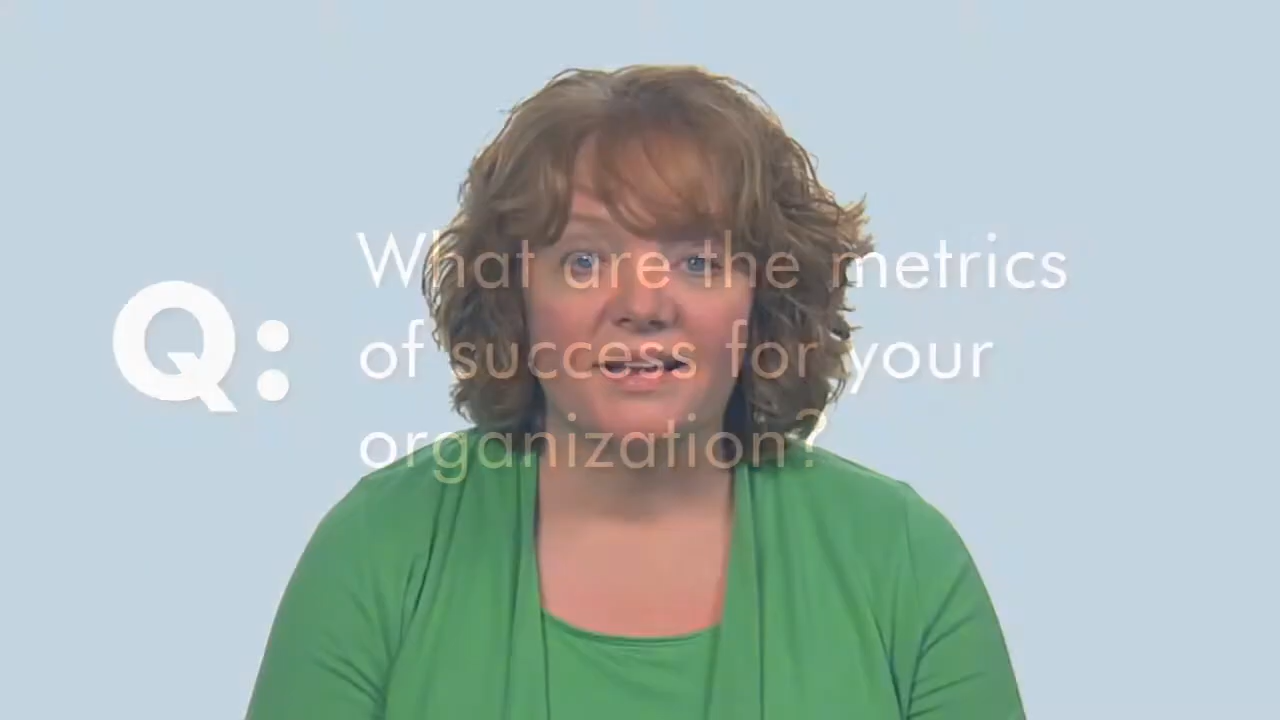 Q:
What are the metrics
of success for your
organization?